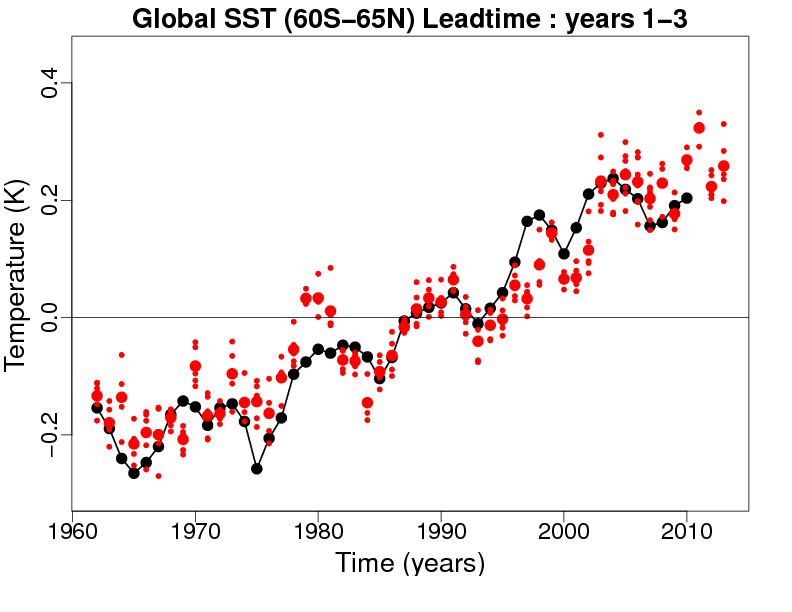 Global SST (60S−65N) Leadtime : years 1−3
Temperature (K)
0.4
0.2
0.0
−0.2
1960 1970 1980 1990 2000 2010
Time (years)